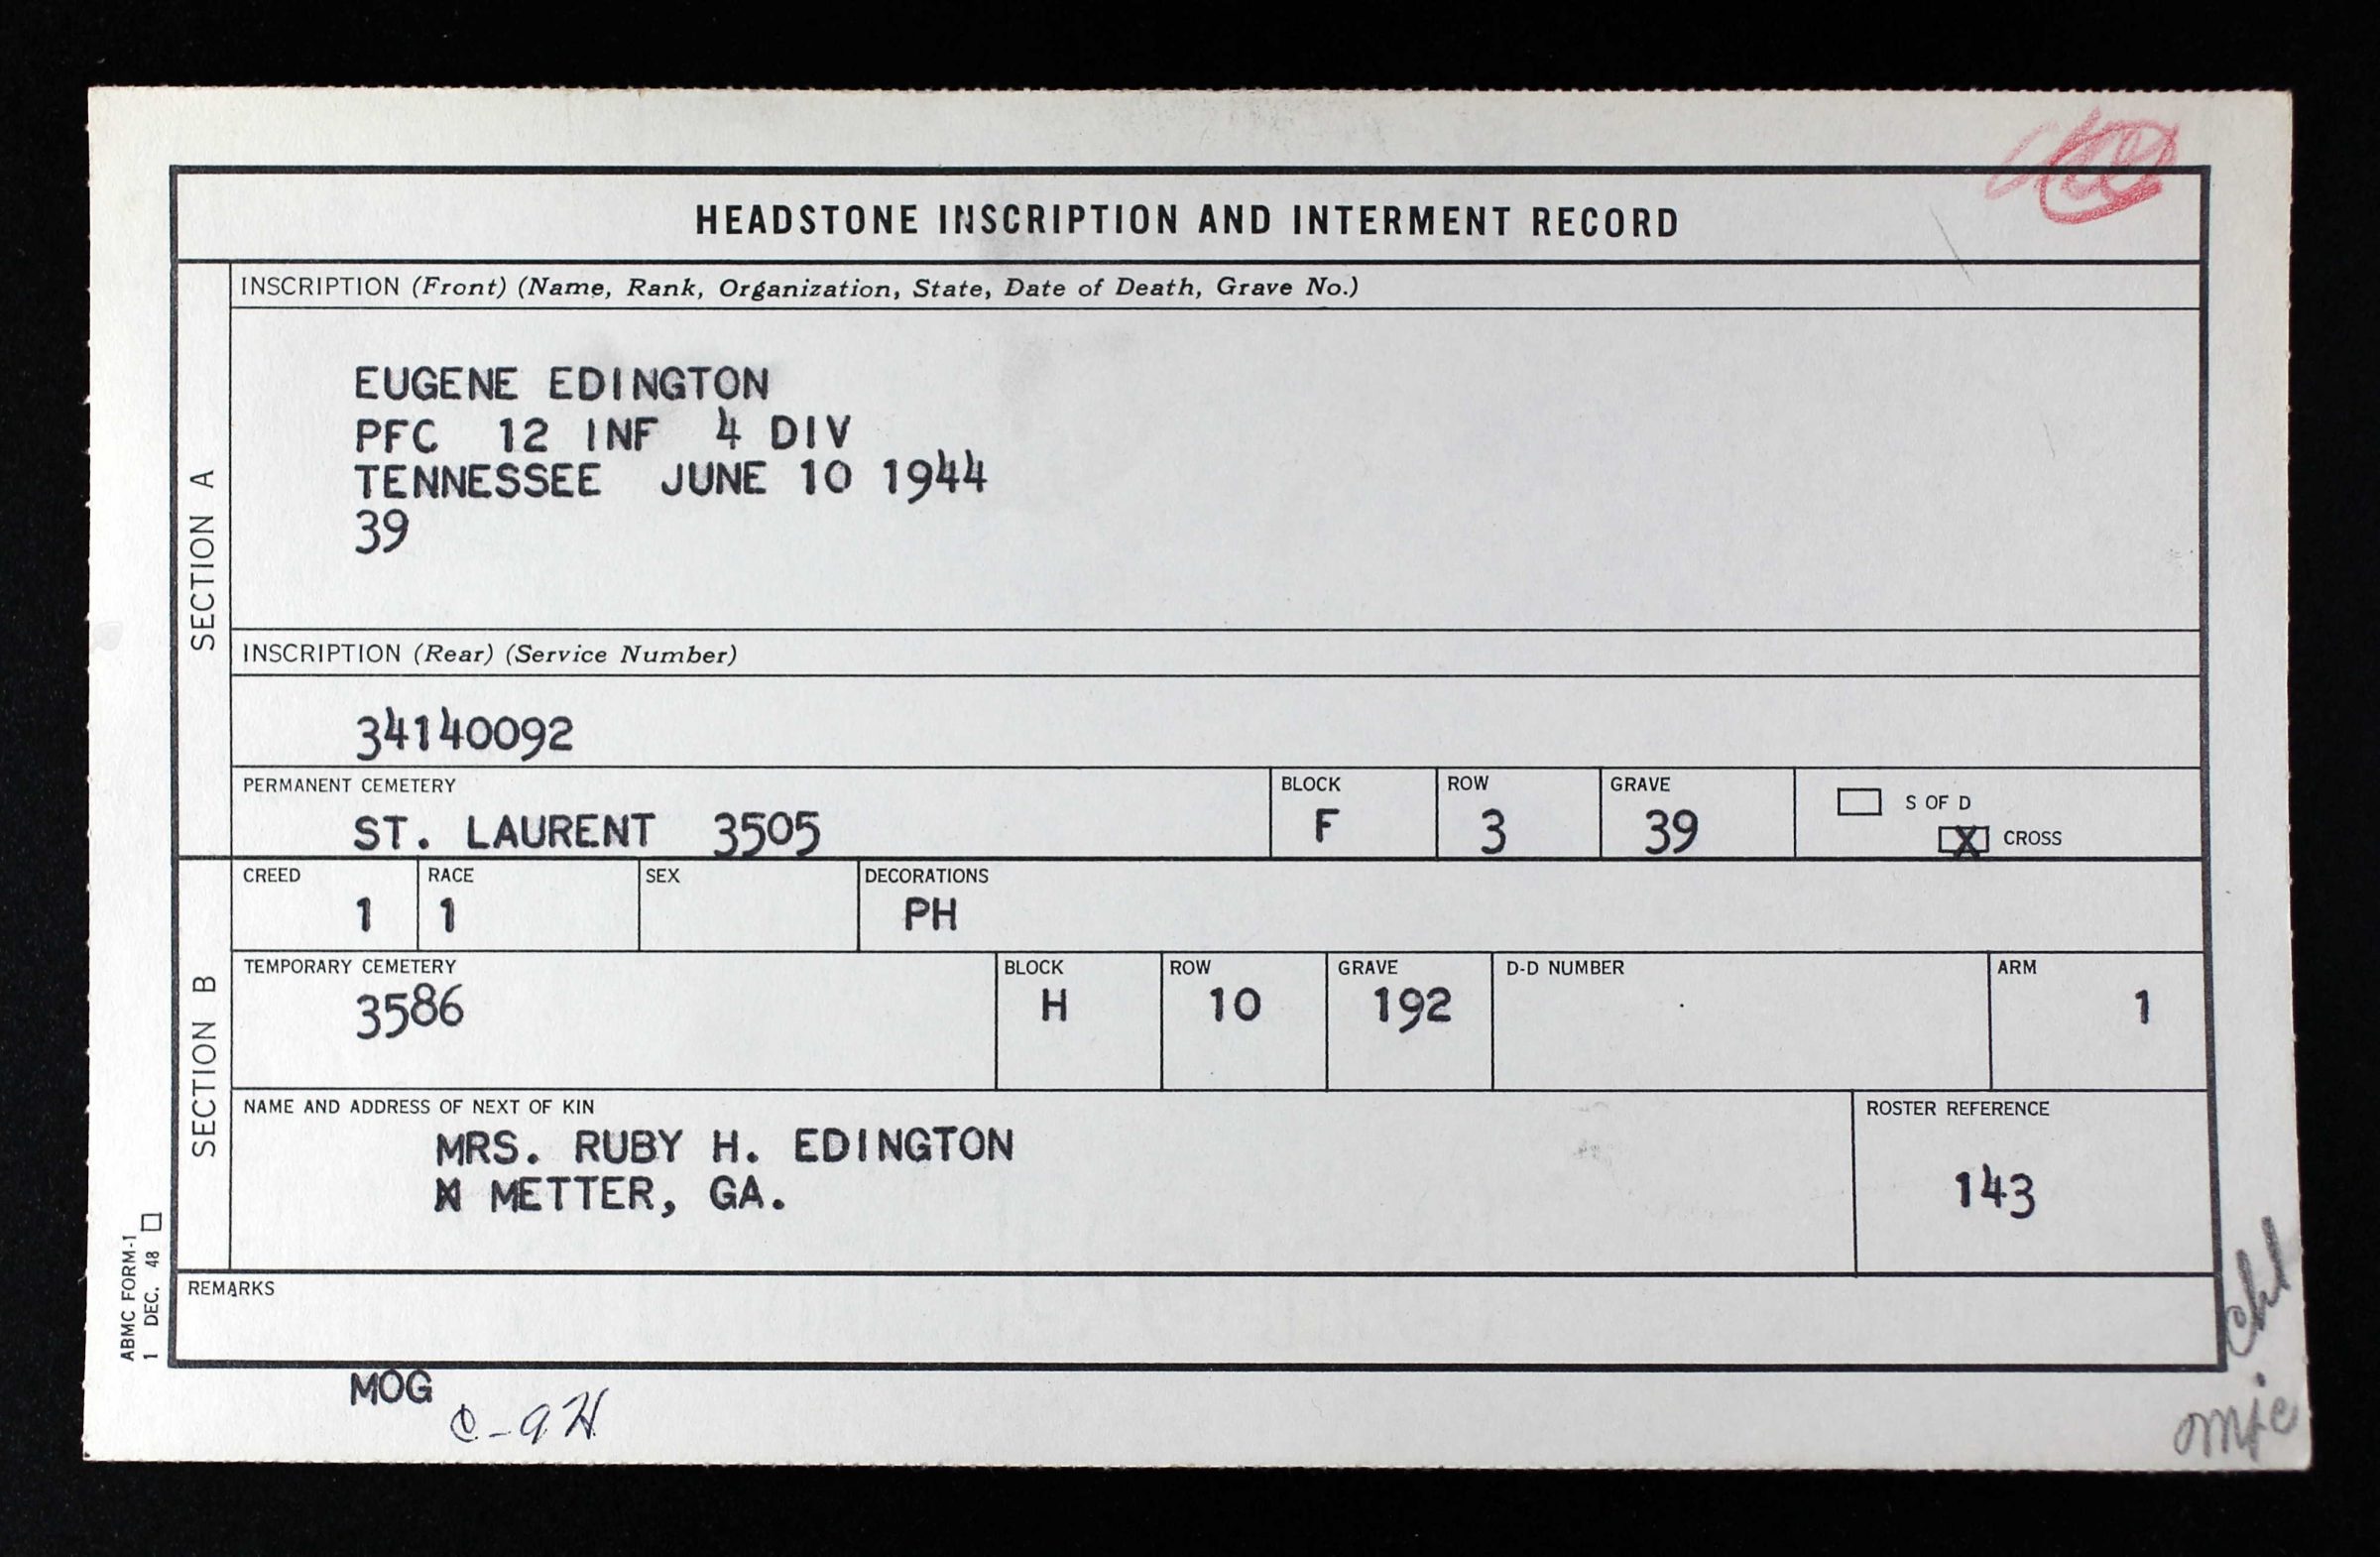 HEADSTONE INSCRIPTION AND INTERMENT RECORD
SECTION A
INSCRIPTION (Front) (Name, Rank, Organization, State, Date of Death, Grave No.)
EUGENE EDINGTON
PFC 12 INF 4 DIV
TENNESSEE JUNE 10 1944
39
INSCRIPTION (Rear) (Service Number)
34140092
PERMANENT CEMETERY BLOCK ROW GRAVE S OF D
ST. LAURENT 3505 F 3 39 X CROSS
SECTION B
CREED RACE SEX DECORATIONS
1 1 PH
TEMPORARY CEMETERY BLOCK ROW GRAVE D-D NUMBER ARM
3586 H 10 192 1
NAME AND ADDRESS OF NEXT OF KIN ROSTER REFERENCE
MRS. RUBY H. EDINGTON
METTER, GA. 143
REMARKS
ABMC FORM-1
1 DEC. 48
MOG
C-9H
chl